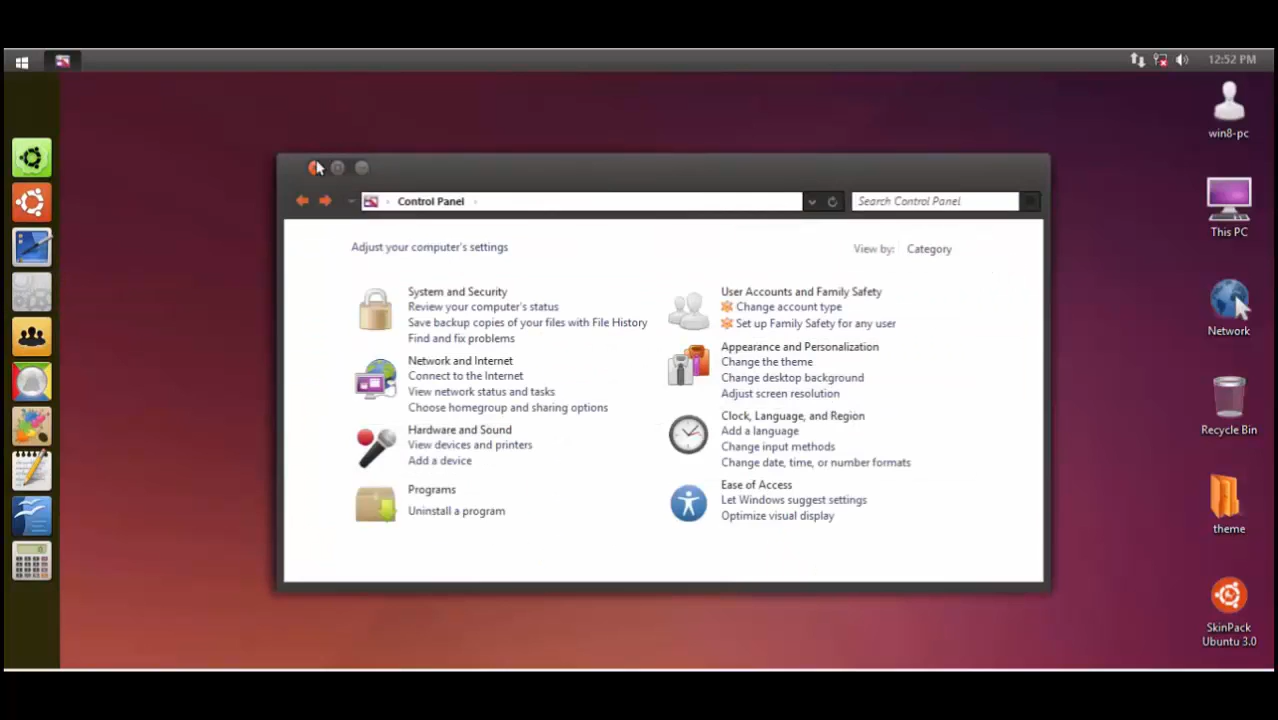 12:52 PM
win8-pc
Control Panel
Search Control Panel
This PC
Adjust your computer's settings
View by: Category
System and Security
Review your computer's status
Save backup copies of your files with File History
Find and fix problems
Network and Internet
Connect to the Internet
View network status and tasks
Choose homegroup and sharing options
Hardware and Sound
View devices and printers
Add a device
Programs
Uninstall a program
User Accounts and Family Safety
Change account type
Set up Family Safety for any user
Appearance and Personalization
Change the theme
Change desktop background
Adjust screen resolution
Clock, Language, and Region
Add a language
Change input methods
Change date, time, or number formats
Ease of Access
Let Windows suggest settings
Optimize visual display
Network
Recycle Bin
theme
SkinPack
Ubuntu 3.0